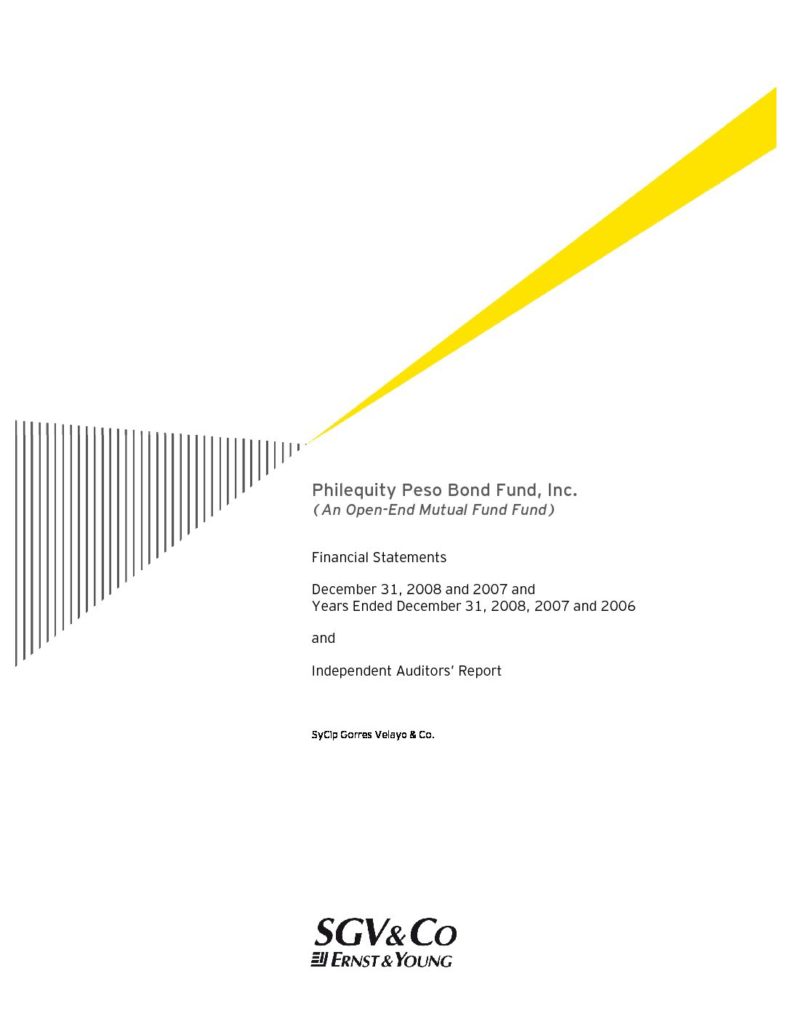 Philequity Peso Bond Fund, Inc.
(An Open-End Mutual Fund Fund)
Financial Statements
December 31, 2008 and 2007 and
Years Ended December 31, 2008, 2007 and 2006
and
Independent Auditors’ Report
SyCip Gorres Velayo & Co.
SGV & Co
ERNST & YOUNG